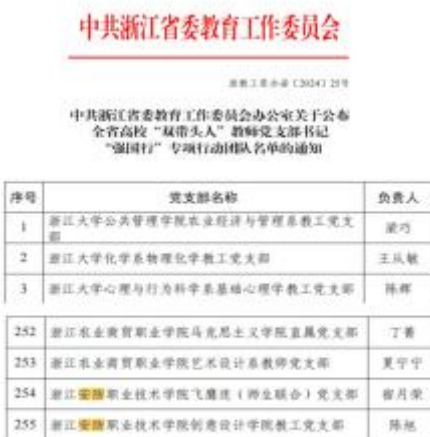 中共浙江省委教育工作委员会
中共浙江省委教育工作委员会办公室关于公布
全省高校“双带头人”教师党支部书记
“强国行”专项行动团队名单的通知
序号 党支部名称 负责人
1 浙江大学公共管理学院农业经济与管理系教工党支部 梁巧
2 浙江大学化学系物理化学教工党支部 王从敏
3 浙江大学心理与行为科学系基础心理学教工党支部 陈辉
252 浙江农业商贸职业学院马克思主义学院直属党支部 丁蔷
253 浙江农业商贸职业学院艺术设计系教师党支部 夏宁宁
254 浙江安防职业技术学院飞鹰连（师生联合）党支部 宿月荣
255 浙江安防职业技术学院创意设计学院教工党支部 陈旭